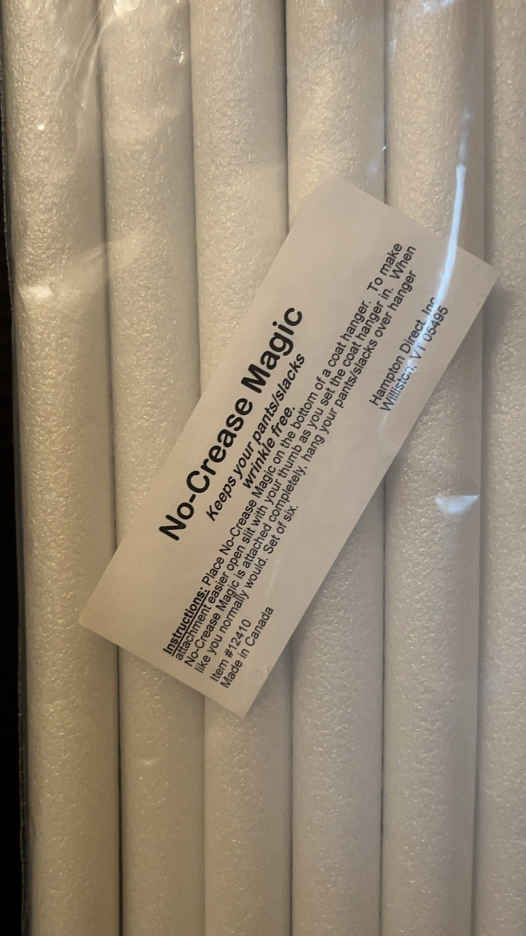 No-Crease Magic
Keeps your pants/slacks
wrinkle free.
Instructions: Place No-Crease Magic on the bottom of a coat hanger. To make
attachment easier open slit with your thumb as you set the coat hanger in. When
No-Crease Magic is attached completely, hang your pants/slacks over hanger
like you normally would. Set of six.
Item #12410
Made in Canada
Hampton Direct, Inc.
Williston, VT 05495